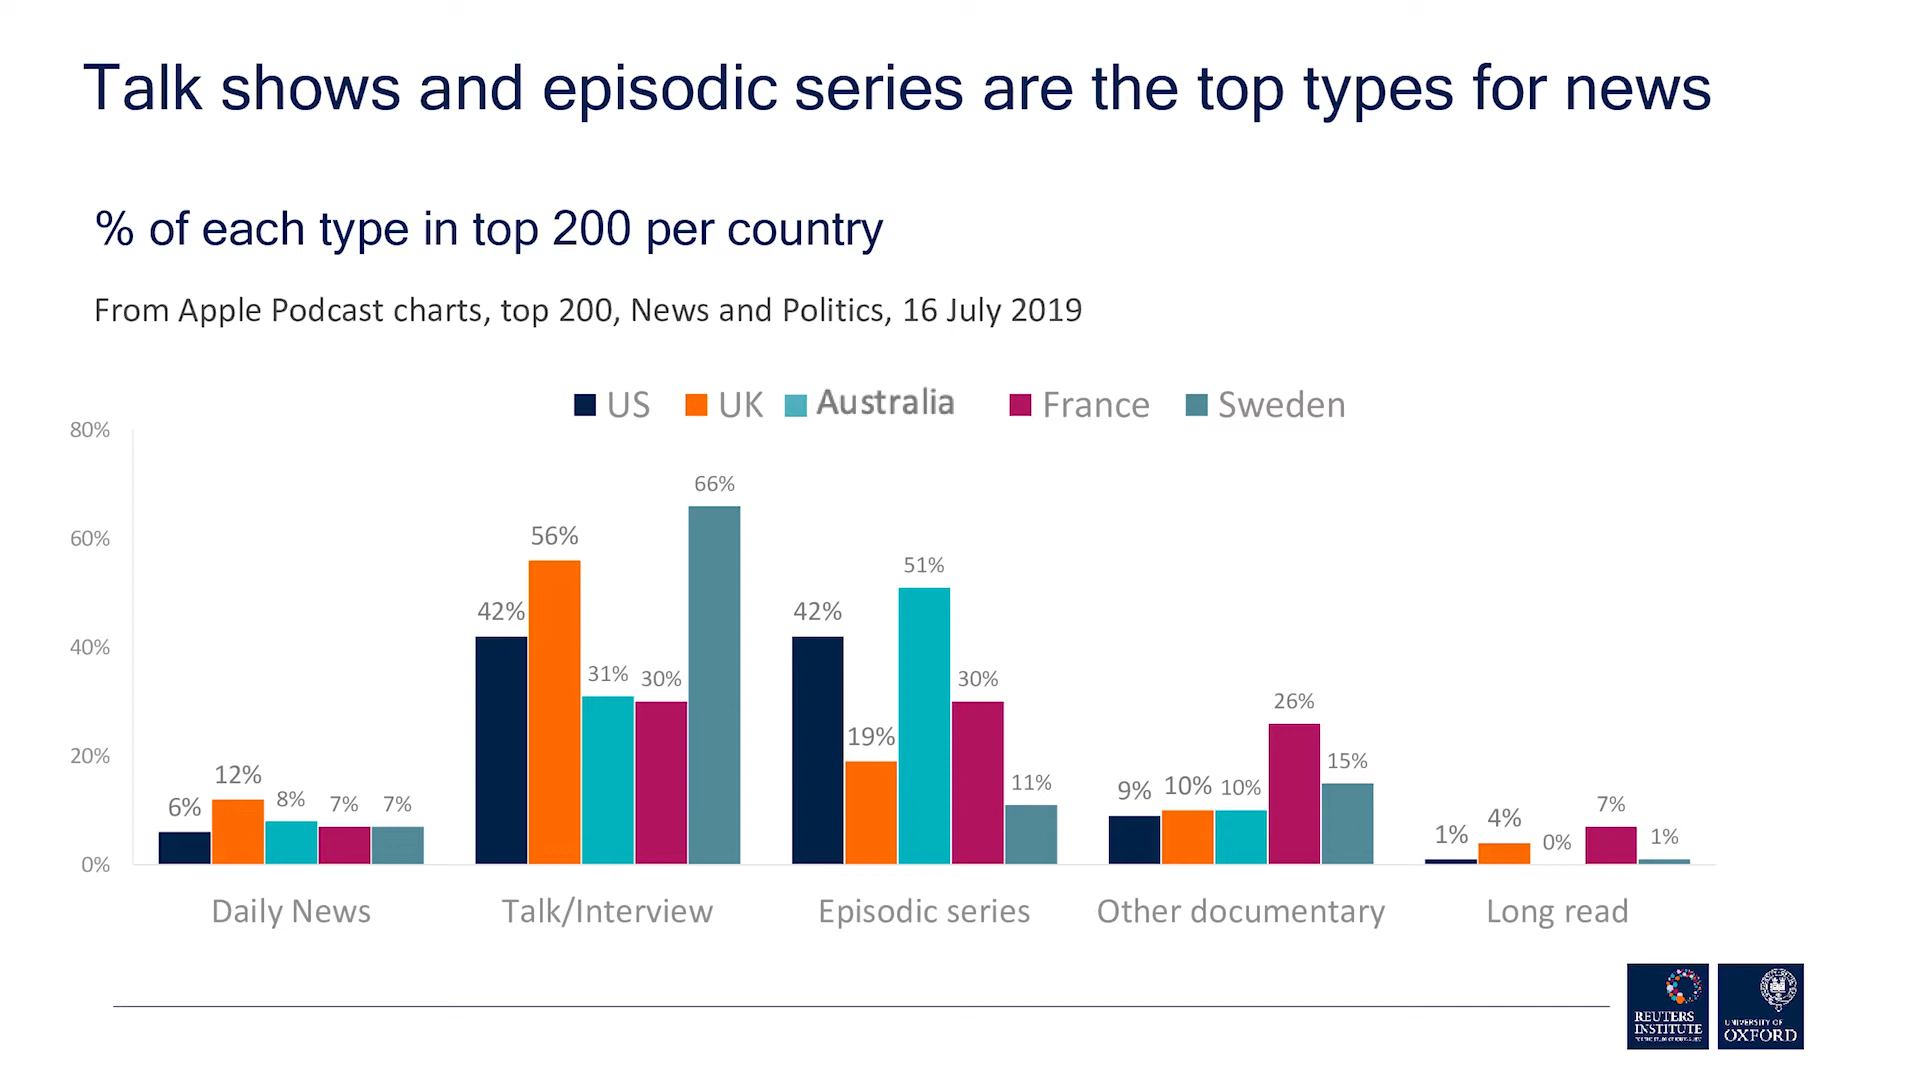 Talk shows and episodic series are the top types for news
% of each type in top 200 per country
From Apple Podcast charts, top 200, News and Politics, 16 July 2019
US UK Australia France Sweden
80%
60%
40%
20%
0%
6% 12% 8% 7% 7%
42% 56% 31% 30% 66%
42% 19% 51% 30% 11%
9% 10% 10% 26% 15%
1% 4% 0% 7% 1%
Daily News Talk/Interview Episodic series Other documentary Long read
REUTERS
INSTITUTE
UNIVERSITY OF
OXFORD